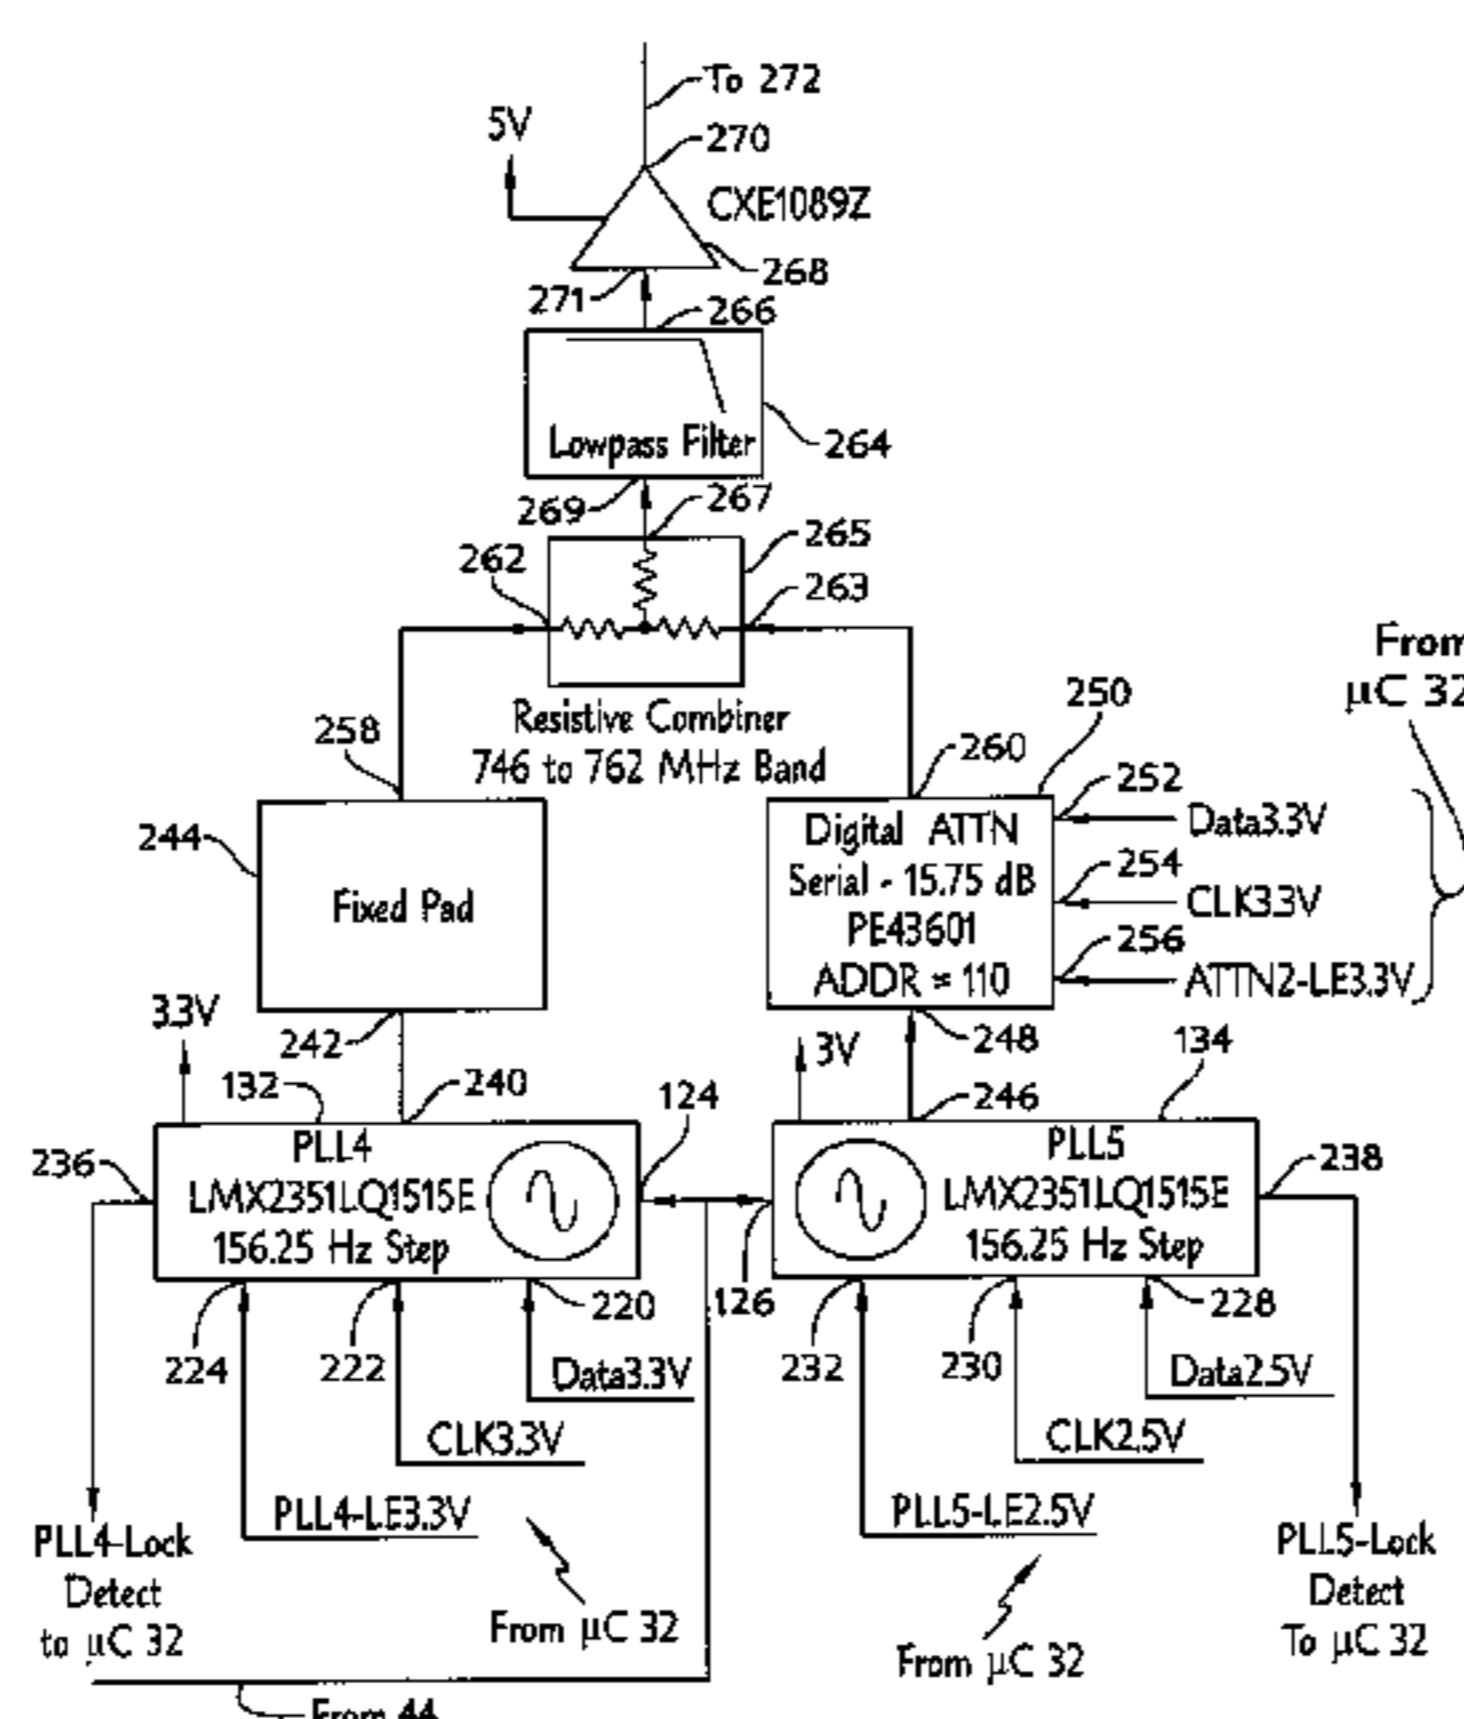 To 272
5V
270
CXE1089Z
268
271
266
Lowpass Filter
264
269
267
265
262
263
From
μC 32
Resistive Combiner
746 to 762 MHz Band
258
260
250
252
Data3.3V
244
Fixed Pad
Digital ATTN
Serial - 15.75 dB
PE43601
ADDR = 110
254
CLK3.3V
256
ATTN2-LE3.3V
3.3V
242
248
134
3V
132
240
124
246
236
PLL4
LMX2351LQ1515E
156.25 Hz Step
PLL5
LMX2351LQ1515E
156.25 Hz Step
238
126
224
222
220
232
230
228
Data3.3V
Data2.5V
CLK3.3V
CLK2.5V
PLL4-LE3.3V
PLL5-LE2.5V
PLL4-Lock
Detect
to μC 32
From μC 32
From μC 32
PLL5-Lock
Detect
To μC 32
From 44